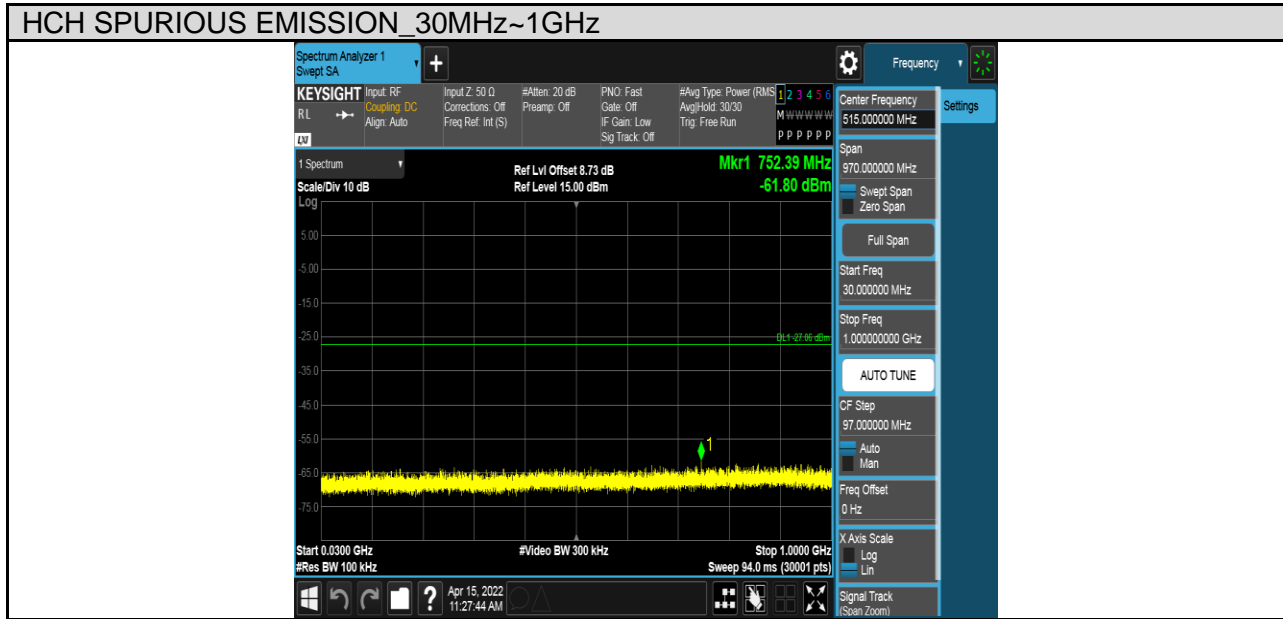 HCH SPURIOUS EMISSION_30MHz~1GHz
Spectrum Analyzer 1
Swept SA
+
Frequency
KEYSIGHT
RL
LXI
Input: RF
Coupling: DC
Align: Auto
Input Z: 50 Ω
Corrections: Off
Freq Ref: Int (S)
#Atten: 20 dB
Preamp: Off
PNO: Fast
Gate: Off
IF Gain: Low
Sig Track: Off
#Avg Type: Power (RMS
Avg|Hold: 30/30
Trig: Free Run
1 2 3 4 5 6
M W W W W W
P P P P P P
1 Spectrum
Scale/Div 10 dB
Log
Ref Lvl Offset 8.73 dB
Ref Level 15.00 dBm
Mkr1 752.39 MHz
-61.80 dBm
5.00
-5.00
-15.0
-25.0
DL1 -27.06 dBm
-35.0
-45.0
-55.0
1
-65.0
-75.0
Start 0.0300 GHz
#Res BW 100 kHz
#Video BW 300 kHz
Stop 1.0000 GHz
Sweep 94.0 ms (30001 pts)
?
Apr 15, 2022
11:27:44 AM
Center Frequency
515.000000 MHz
Settings
Span
970.000000 MHz
Swept Span
Zero Span
Full Span
Start Freq
30.000000 MHz
Stop Freq
1.000000000 GHz
AUTO TUNE
CF Step
97.000000 MHz
Auto
Man
Freq Offset
0 Hz
X Axis Scale
Log
Lin
Signal Track
(Span Zoom)